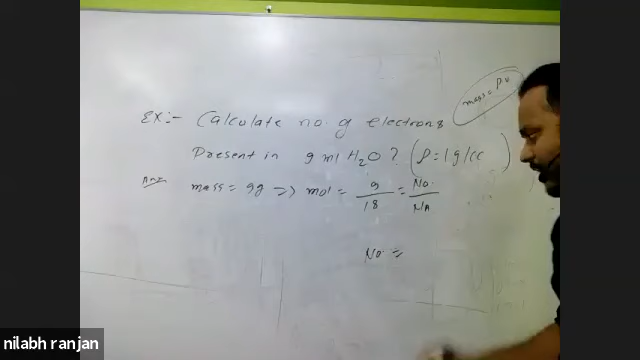 mass = ρv
Ex:- Calculate no. of electrons
Present in 9 ml H₂O? (ρ = 1 g/cc)
Ans mass = 9g => mol = 9/18 = No./NA
No. =
nilabh ranjan